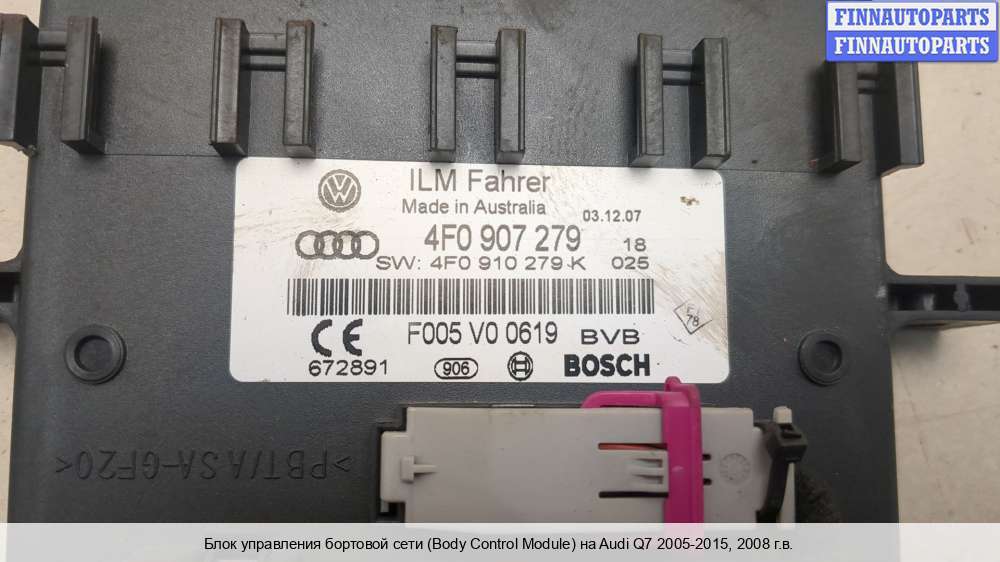 FINNAUTOPARTS
FINNAUTOPARTS
ILM Fahrer
Made in Australia 03.12.07
4F0 907 279 18
SW: 4F0 910 279 K 025
F005 V0 0619 BVB
672891 906 BOSCH
78
>PBT/ASA-GF20<
Блок управления бортовой сети (Body Control Module) на Audi Q7 2005-2015, 2008 г.в.